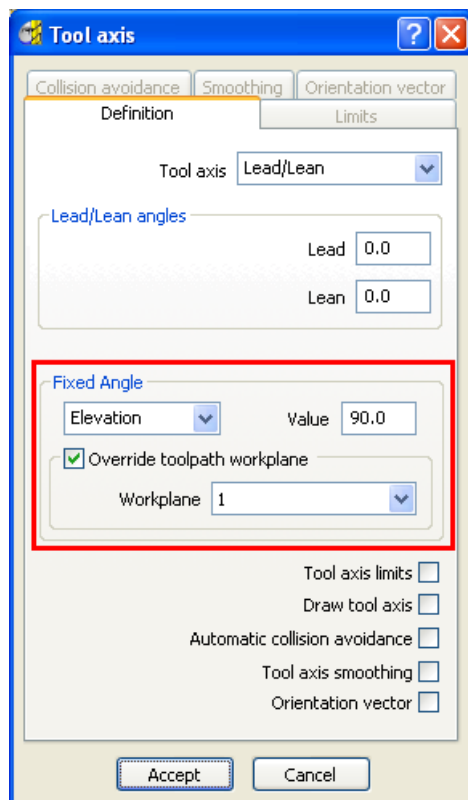 Tool axis
Collision avoidance Smoothing Orientation vector
Definition Limits
Tool axis Lead/Lean
Lead/Lean angles
Lead 0.0
Lean 0.0
Fixed Angle
Elevation Value 90.0
Override toolpath workplane
Workplane 1
Tool axis limits
Draw tool axis
Automatic collision avoidance
Tool axis smoothing
Orientation vector
Accept Cancel